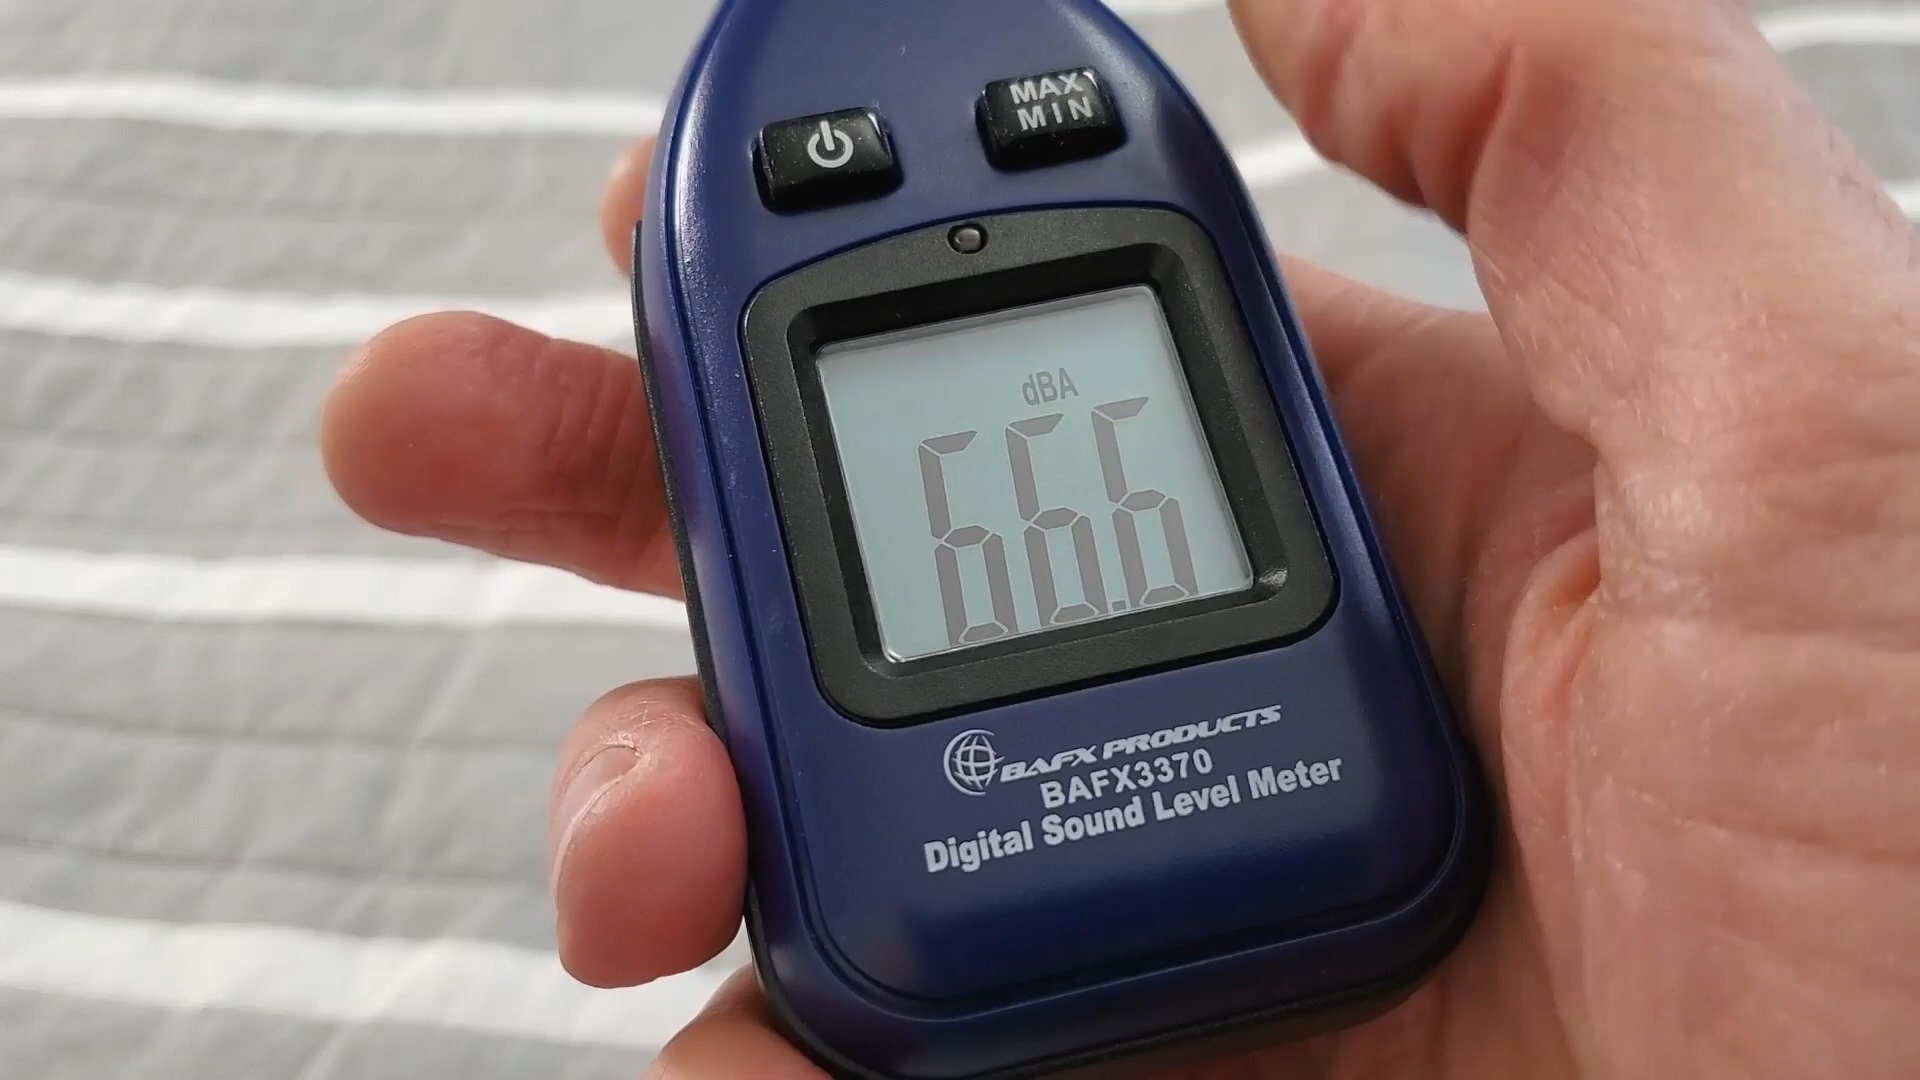 MAX
MIN
dBA
66.6
BAFX PRODUCTS
BAFX3370
Digital Sound Level Meter